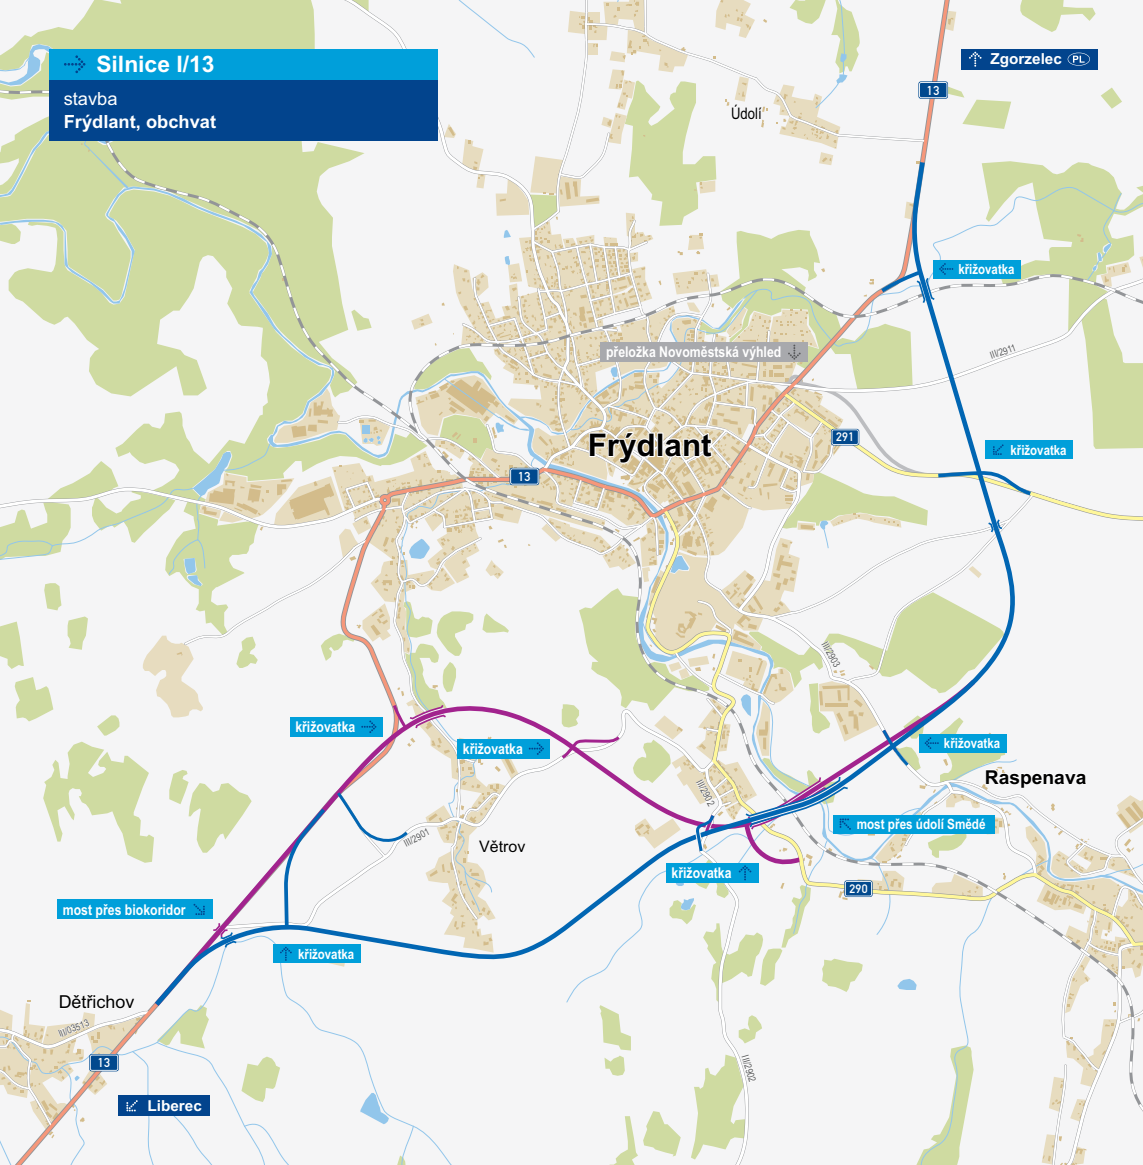 Silnice I/13
stavba
Frýdlant, obchvat
Zgorzelec PL
13
Údolí
křižovatka
přeložka Novoměstská výhled
III/2911
Frýdlant
291
křižovatka
13
III/2903
křižovatka
křižovatka
křižovatka
Raspenava
III/2902
most přes údolí Smědé
III/2901
Větrov
křižovatka
290
most přes biokoridor
křižovatka
Dětřichov
III/03513
13
III/2902
Liberec